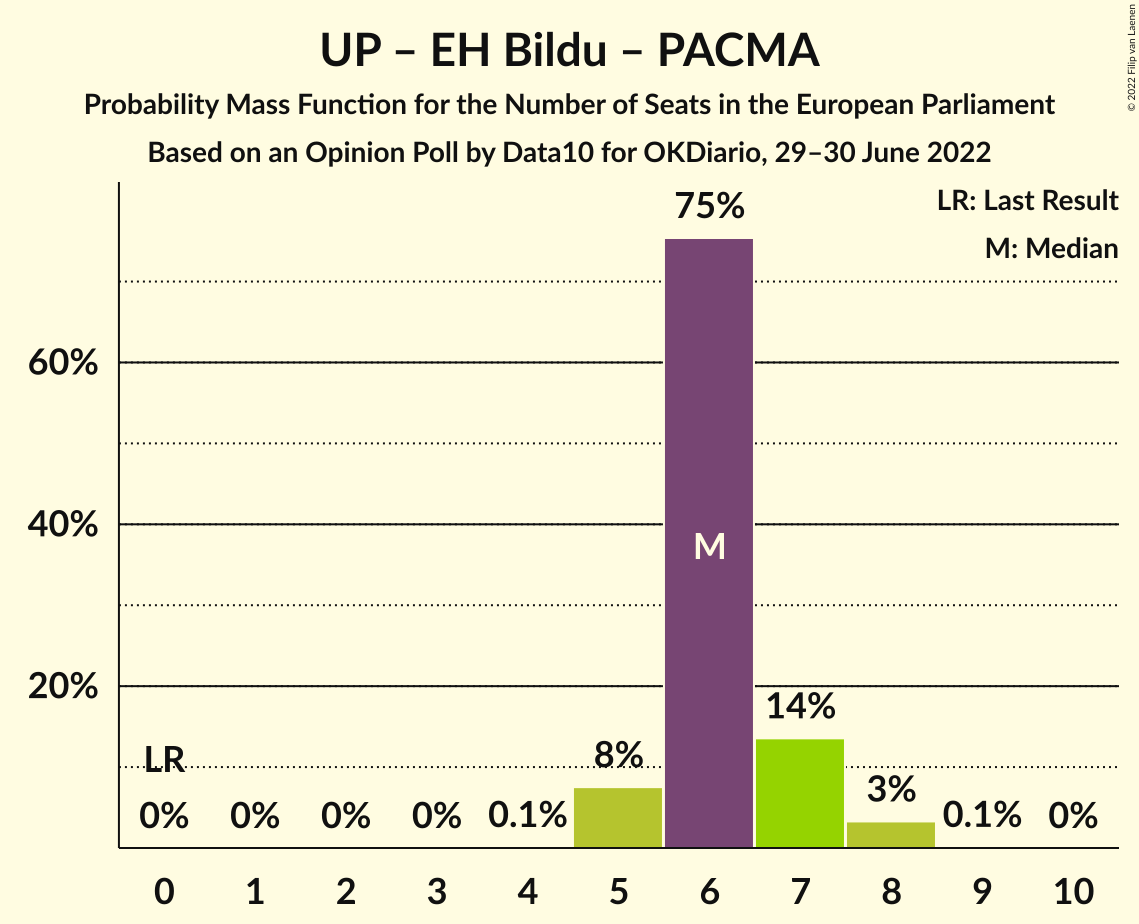 UP – EH Bildu – PACMA
Probability Mass Function for the Number of Seats in the European Parliament
Based on an Opinion Poll by Data10 for OKDiario, 29–30 June 2022
© 2022 Filip van Laenen
LR: Last Result
M: Median
75%
60%
40%
M
20%
14%
LR
8%
3%
0% 0% 0% 0% 0.1% 0.1% 0%
0 1 2 3 4 5 6 7 8 9 10